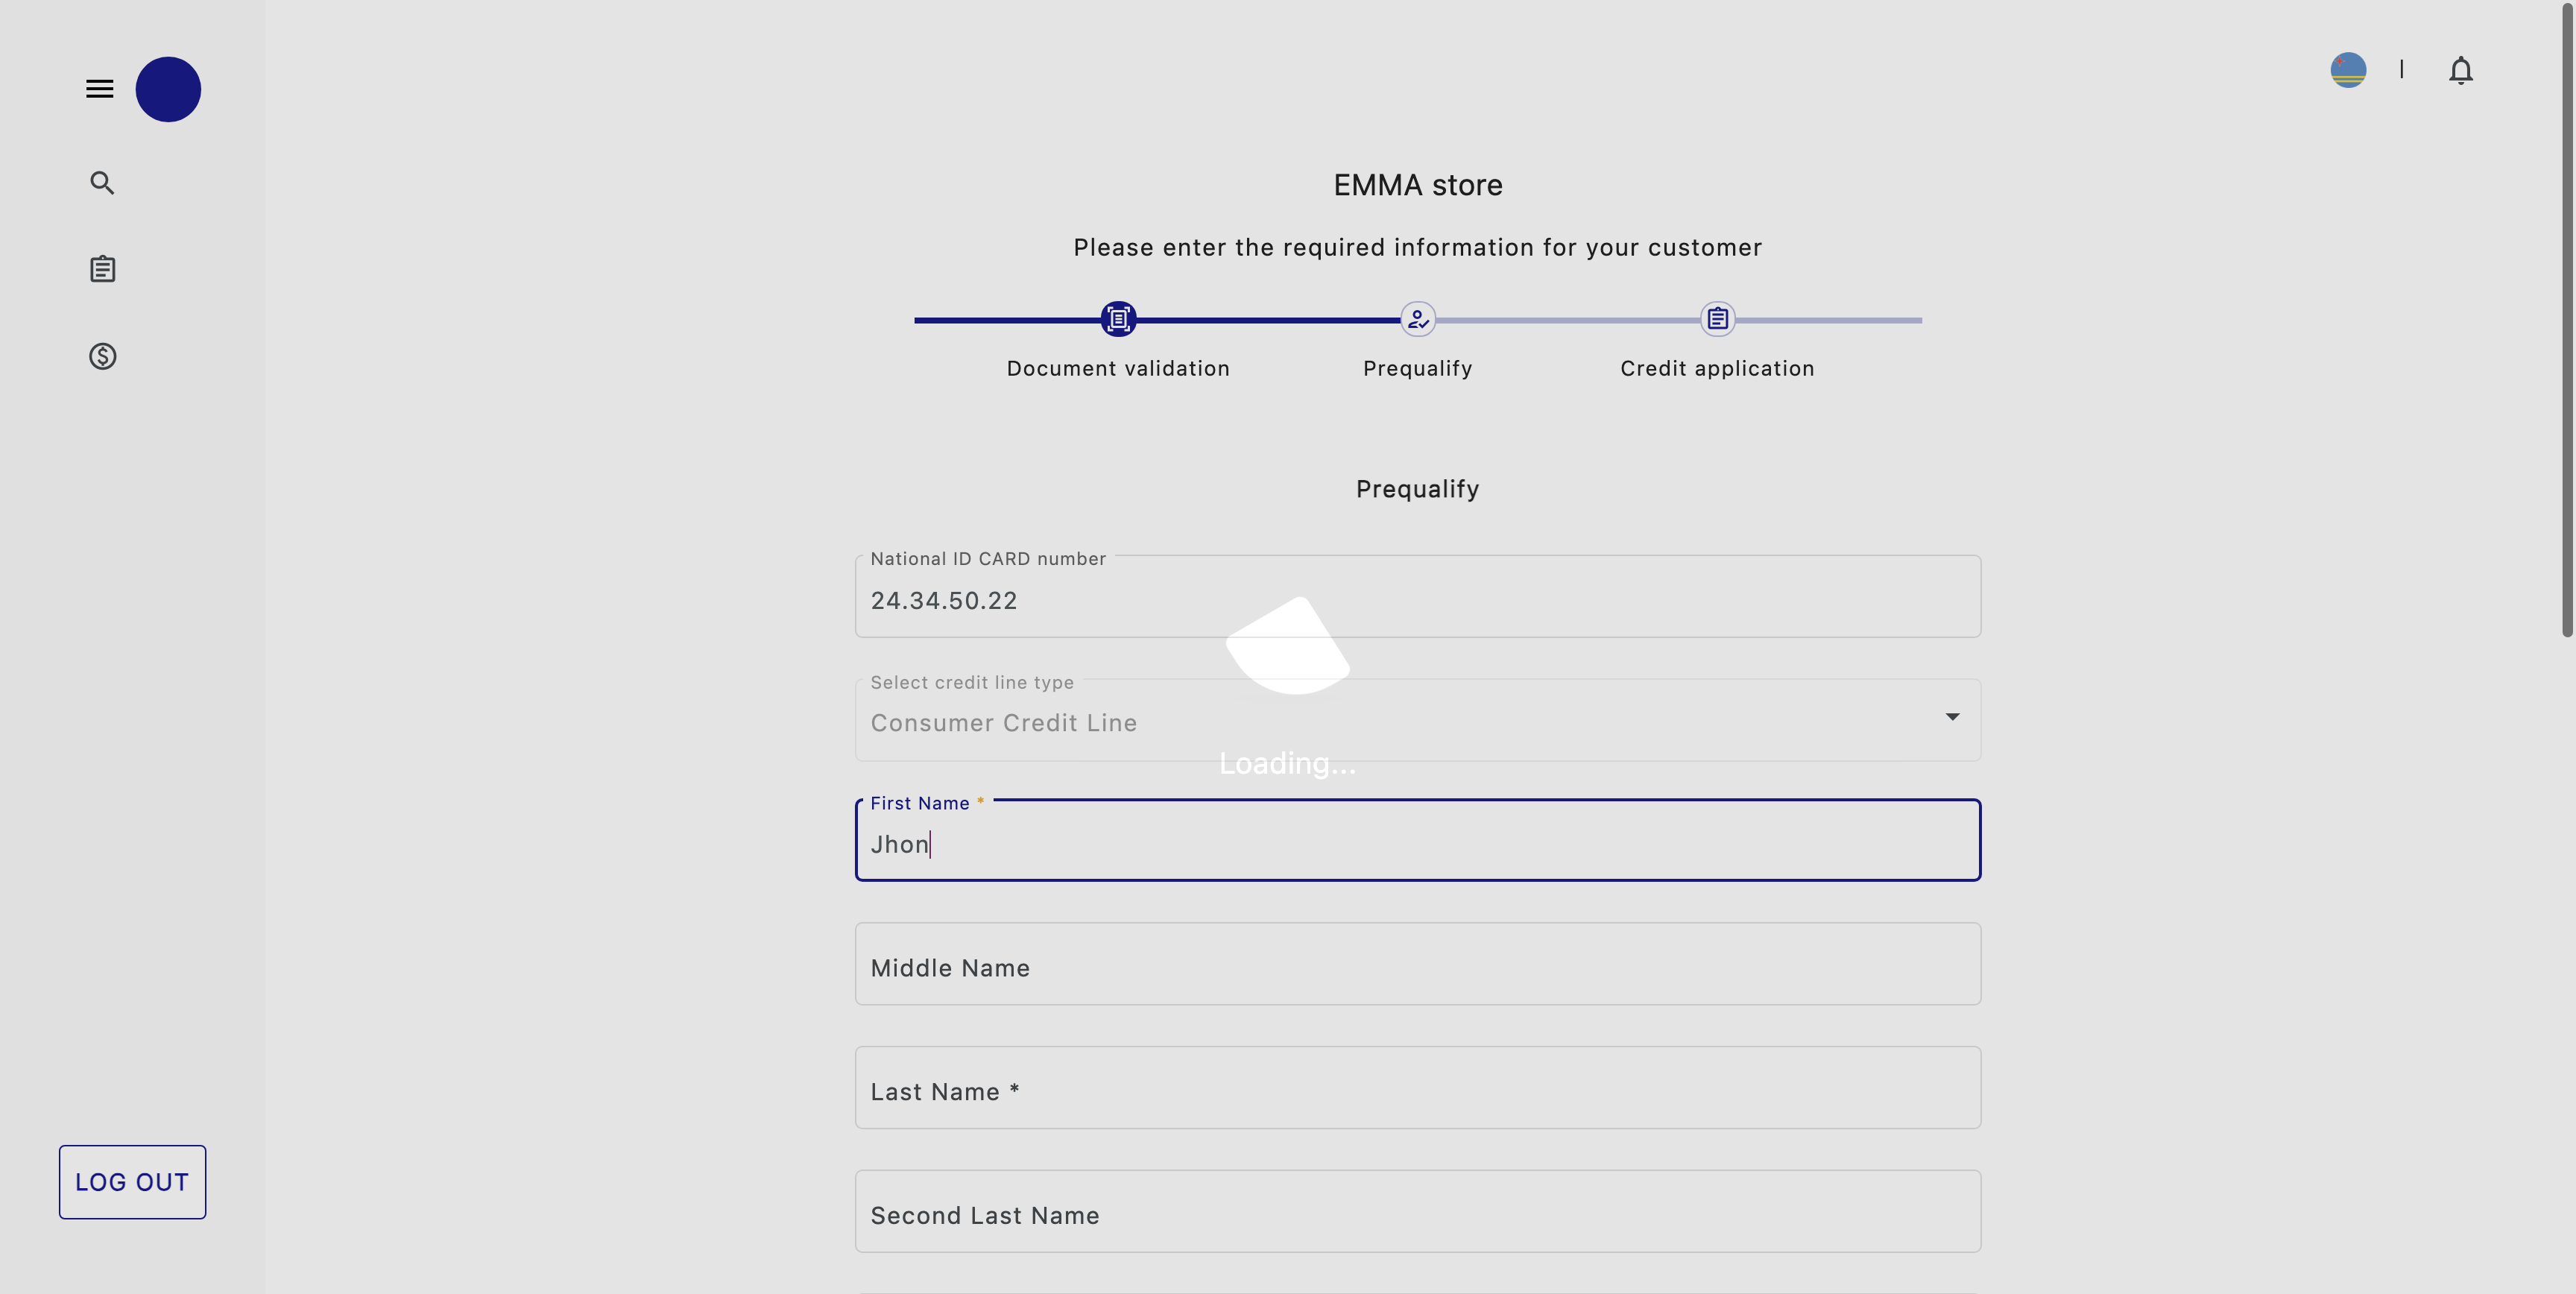 EMMA store
Please enter the required information for your customer
Document validation
Prequalify
Credit application
Prequalify
National ID CARD number
24.34.50.22
Select credit line type
Consumer Credit Line
Loading...
First Name *
Jhon
Middle Name
Last Name *
Second Last Name
LOG OUT